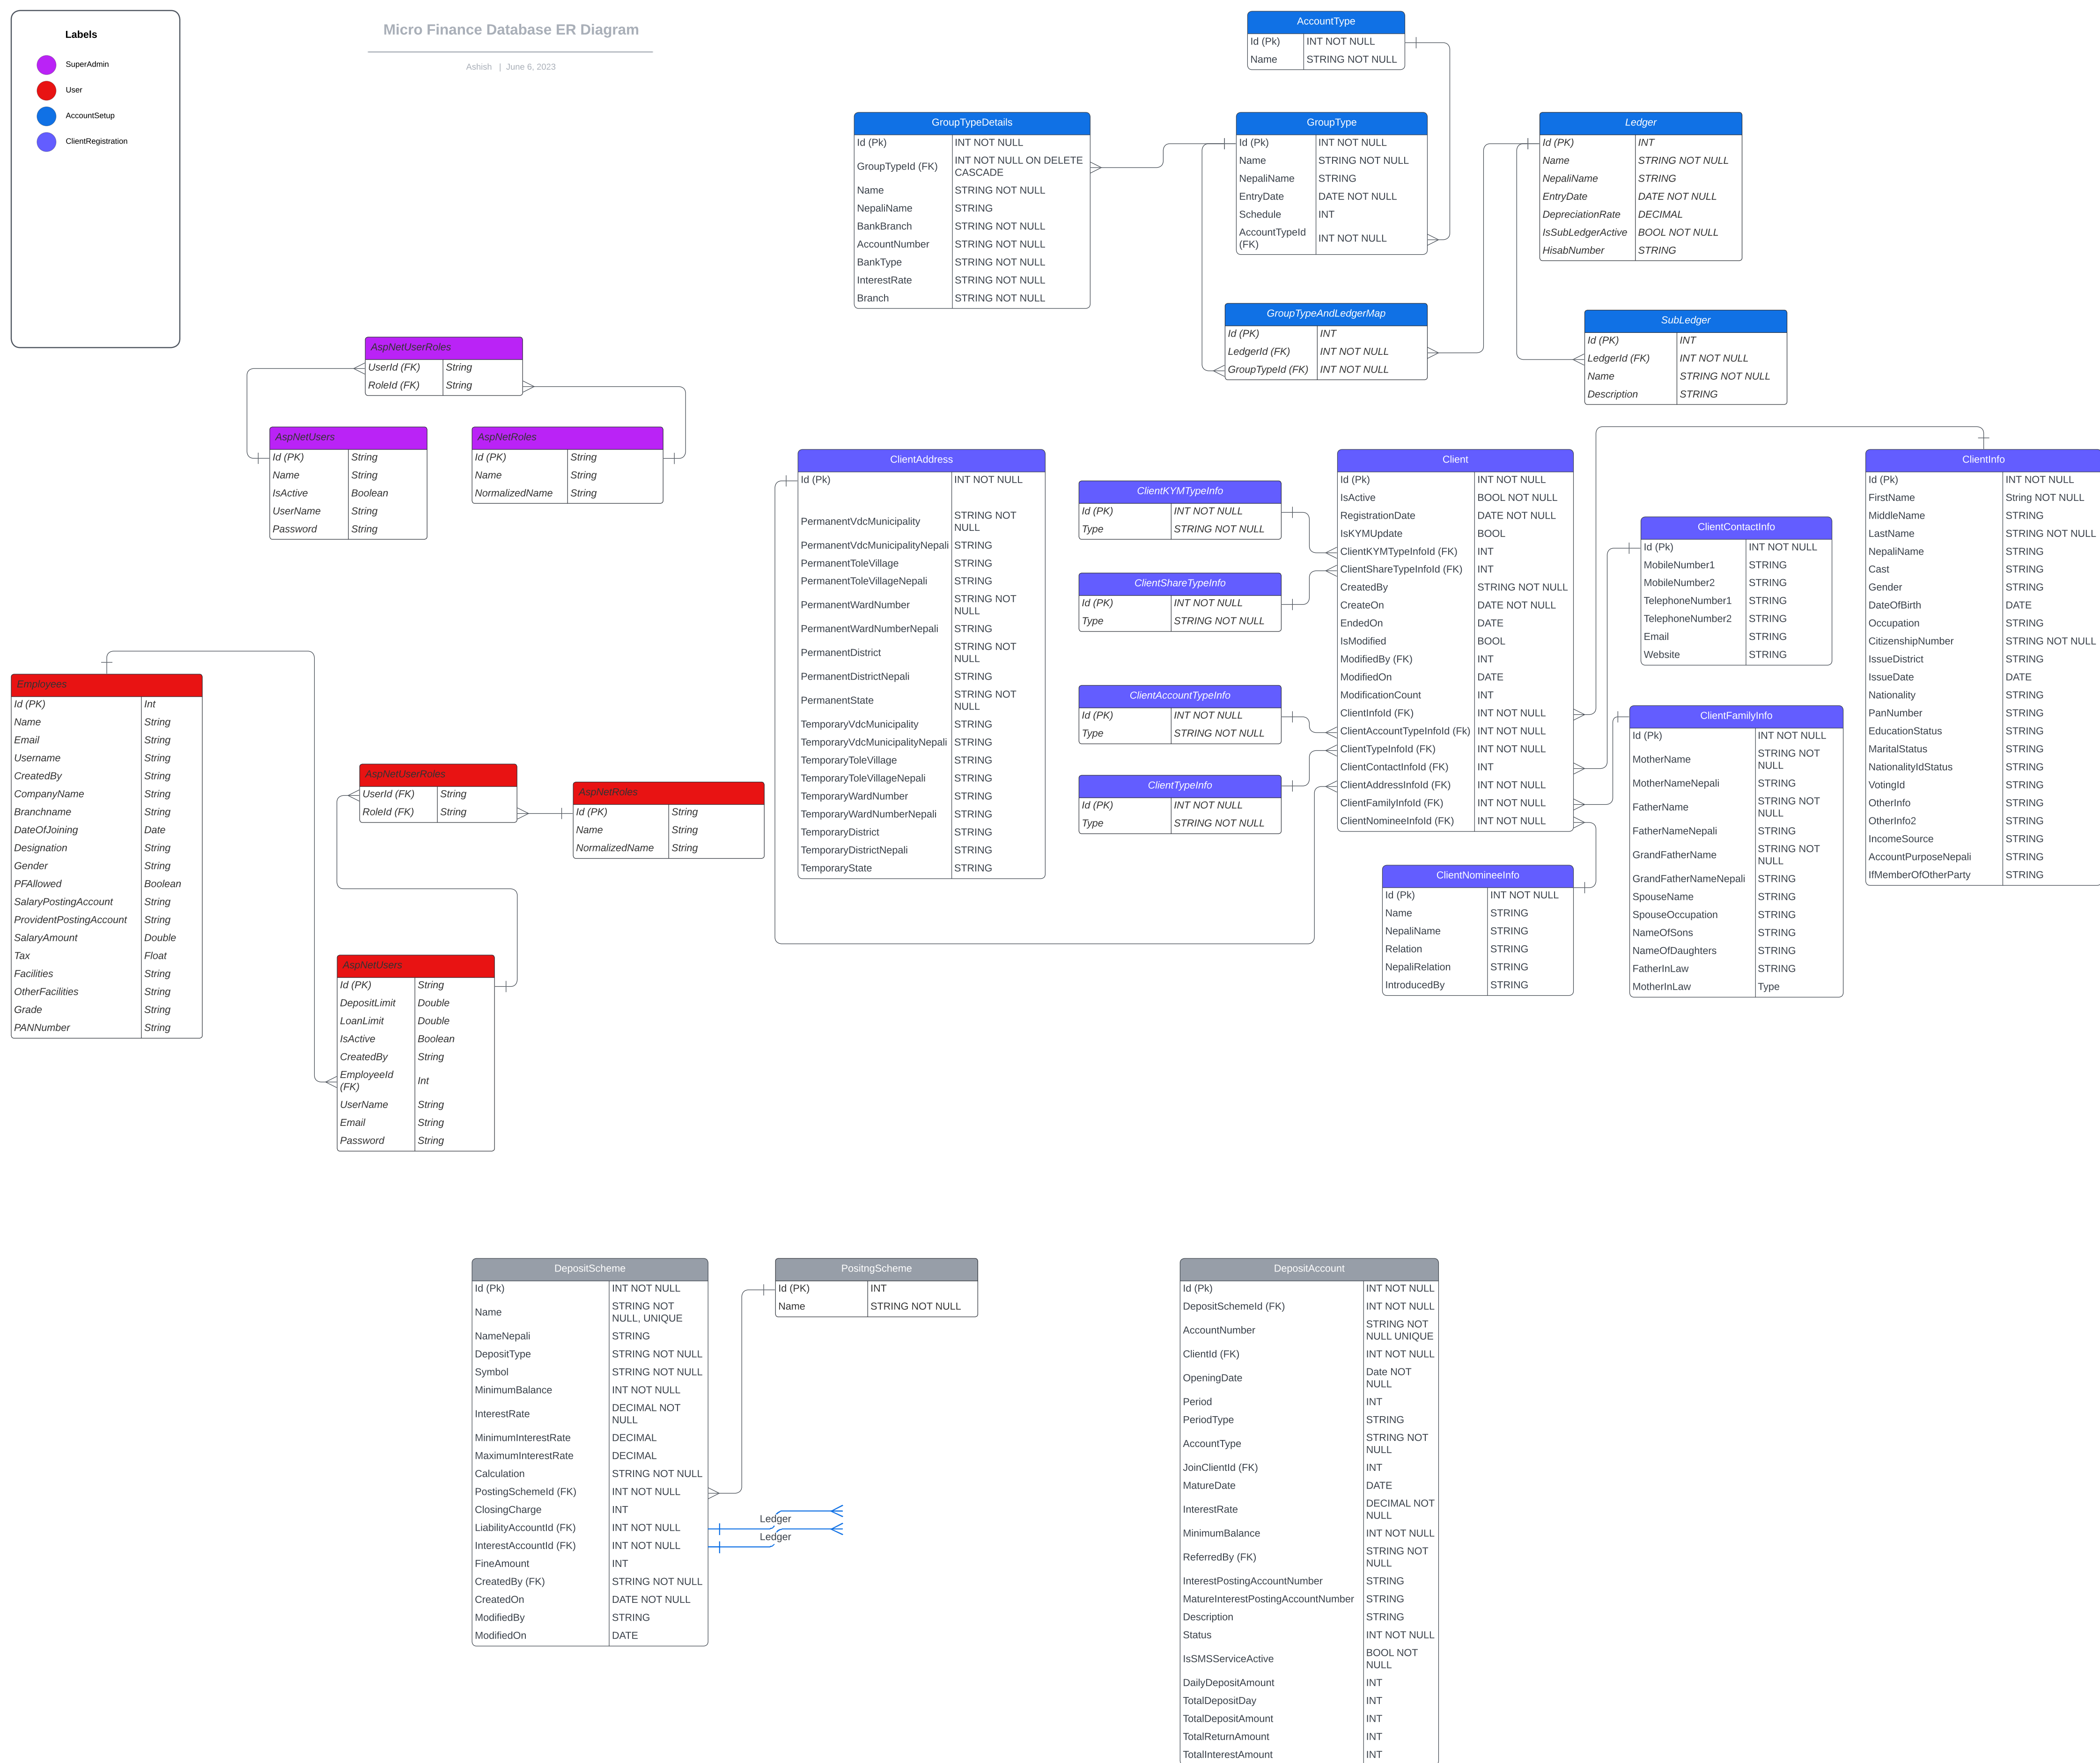 Labels
SuperAdmin
User
AccountSetup
ClientRegistration
Micro Finance Database ER Diagram
Ashish | June 6, 2023
AccountType
Id (Pk) INT NOT NULL
Name STRING NOT NULL
GroupTypeDetails
Id (Pk) INT NOT NULL
GroupTypeId (FK) INT NOT NULL ON DELETE
CASCADE
Name STRING NOT NULL
NepaliName STRING
BankBranch STRING NOT NULL
AccountNumber STRING NOT NULL
BankType STRING NOT NULL
InterestRate STRING NOT NULL
Branch STRING NOT NULL
GroupType
Id (Pk) INT NOT NULL
Name STRING NOT NULL
NepaliName STRING
EntryDate DATE NOT NULL
Schedule INT
AccountTypeId
(FK) INT NOT NULL
Ledger
Id (PK) INT
Name STRING NOT NULL
NepaliName STRING
EntryDate DATE NOT NULL
DepreciationRate DECIMAL
IsSubLedgerActive BOOL NOT NULL
HisabNumber STRING
GroupTypeAndLedgerMap
Id (PK) INT
LedgerId (FK) INT NOT NULL
GroupTypeId (FK) INT NOT NULL
SubLedger
Id (PK) INT
LedgerId (FK) INT NOT NULL
Name STRING NOT NULL
Description STRING
AspNetUserRoles
UserId (FK) String
RoleId (FK) String
AspNetUsers
Id (PK) String
Name String
IsActive Boolean
UserName String
Password String
AspNetRoles
Id (PK) String
Name String
NormalizedName String
ClientAddress
Id (Pk) INT NOT NULL
PermanentVdcMunicipality STRING NOT
NULL
PermanentVdcMunicipalityNepali STRING
PermanentToleVillage STRING
PermanentToleVillageNepali STRING
PermanentWardNumber STRING NOT
NULL
PermanentWardNumberNepali STRING
PermanentDistrict STRING NOT
NULL
PermanentDistrictNepali STRING
PermanentState STRING NOT
NULL
TemporaryVdcMunicipality STRING
TemporaryVdcMunicipalityNepali STRING
TemporaryToleVillage STRING
TemporaryToleVillageNepali STRING
TemporaryWardNumber STRING
TemporaryWardNumberNepali STRING
TemporaryDistrict STRING
TemporaryDistrictNepali STRING
TemporaryState STRING
ClientKYMTypeInfo
Id (PK) INT NOT NULL
Type STRING NOT NULL
ClientShareTypeInfo
Id (PK) INT NOT NULL
Type STRING NOT NULL
ClientAccountTypeInfo
Id (PK) INT NOT NULL
Type STRING NOT NULL
ClientTypeInfo
Id (PK) INT NOT NULL
Type STRING NOT NULL
Client
Id (Pk) INT NOT NULL
IsActive BOOL NOT NULL
RegistrationDate DATE NOT NULL
IsKYMUpdate BOOL
ClientKYMTypeInfoId (FK) INT
ClientShareTypeInfoId (FK) INT
CreatedBy STRING NOT NULL
CreateOn DATE NOT NULL
EndedOn DATE
IsModified BOOL
ModifiedBy (FK) INT
ModifiedOn DATE
ModificationCount INT
ClientInfoId (FK) INT NOT NULL
ClientAccountTypeInfoId (Fk) INT NOT NULL
ClientTypeInfoId (FK) INT NOT NULL
ClientContactInfoId (FK) INT
ClientAddressInfoId (FK) INT NOT NULL
ClientFamilyInfoId (FK) INT NOT NULL
ClientNomineeInfoId (FK) INT NOT NULL
ClientNomineeInfo
Id (Pk) INT NOT NULL
Name STRING
NepaliName STRING
Relation STRING
NepaliRelation STRING
IntroducedBy STRING
ClientContactInfo
Id (Pk) INT NOT NULL
MobileNumber1 STRING
MobileNumber2 STRING
TelephoneNumber1 STRING
TelephoneNumber2 STRING
Email STRING
Website STRING
ClientFamilyInfo
Id (Pk) INT NOT NULL
MotherName STRING NOT
NULL
MotherNameNepali STRING
FatherName STRING NOT
NULL
FatherNameNepali STRING
GrandFatherName STRING NOT
NULL
GrandFatherNameNepali STRING
SpouseName STRING
SpouseOccupation STRING
NameOfSons STRING
NameOfDaughters STRING
FatherInLaw STRING
MotherInLaw Type
ClientInfo
Id (Pk) INT NOT NULL
FirstName String NOT NULL
MiddleName STRING
LastName STRING NOT NULL
NepaliName STRING
Cast STRING
Gender STRING
DateOfBirth DATE
Occupation STRING
CitizenshipNumber STRING NOT NULL
IssueDistrict STRING
IssueDate DATE
Nationality STRING
PanNumber STRING
EducationStatus STRING
MaritalStatus STRING
NationalityIdStatus STRING
VotingId STRING
OtherInfo STRING
OtherInfo2 STRING
IncomeSource STRING
AccountPurposeNepali STRING
IfMemberOfOtherParty STRING
Employees
Id (PK) Int
Name String
Email String
Username String
CreatedBy String
CompanyName String
Branchname String
DateOfJoining Date
Designation String
Gender String
PFAllowed Boolean
SalaryPostingAccount String
ProvidentPostingAccount String
SalaryAmount Double
Tax Float
Facilities String
OtherFacilities String
Grade String
PANNumber String
AspNetUserRoles
UserId (FK) String
RoleId (FK) String
AspNetRoles
Id (PK) String
Name String
NormalizedName String
AspNetUsers
Id (PK) String
DepositLimit Double
LoanLimit Double
IsActive Boolean
CreatedBy String
EmployeeId
(FK) Int
UserName String
Email String
Password String
DepositScheme
Id (Pk) INT NOT NULL
Name STRING NOT
NULL, UNIQUE
NameNepali STRING
DepositType STRING NOT NULL
Symbol STRING NOT NULL
MinimumBalance INT NOT NULL
InterestRate DECIMAL NOT
NULL
MinimumInterestRate DECIMAL
MaximumInterestRate DECIMAL
Calculation STRING NOT NULL
PostingSchemeId (FK) INT NOT NULL
ClosingCharge INT
LiabilityAccountId (FK) INT NOT NULL
InterestAccountId (FK) INT NOT NULL
FineAmount INT
CreatedBy (FK) STRING NOT NULL
CreatedOn DATE NOT NULL
ModifiedBy STRING
ModifiedOn DATE
Ledger
Ledger
PositngScheme
Id (PK) INT
Name STRING NOT NULL
DepositAccount
Id (Pk) INT NOT NULL
DepositSchemeId (FK) INT NOT NULL
AccountNumber STRING NOT
NULL UNIQUE
ClientId (FK) INT NOT NULL
OpeningDate Date NOT
NULL
Period INT
PeriodType STRING
AccountType STRING NOT
NULL
JoinClientId (FK) INT
MatureDate DATE
InterestRate DECIMAL NOT
NULL
MinimumBalance INT NOT NULL
ReferredBy (FK) STRING NOT
NULL
InterestPostingAccountNumber STRING
MatureInterestPostingAccountNumber STRING
Description STRING
Status INT NOT NULL
IsSMSServiceActive BOOL NOT
NULL
DailyDepositAmount INT
TotalDepositDay INT
TotalDepositAmount INT
TotalReturnAmount INT
TotalInterestAmount INT